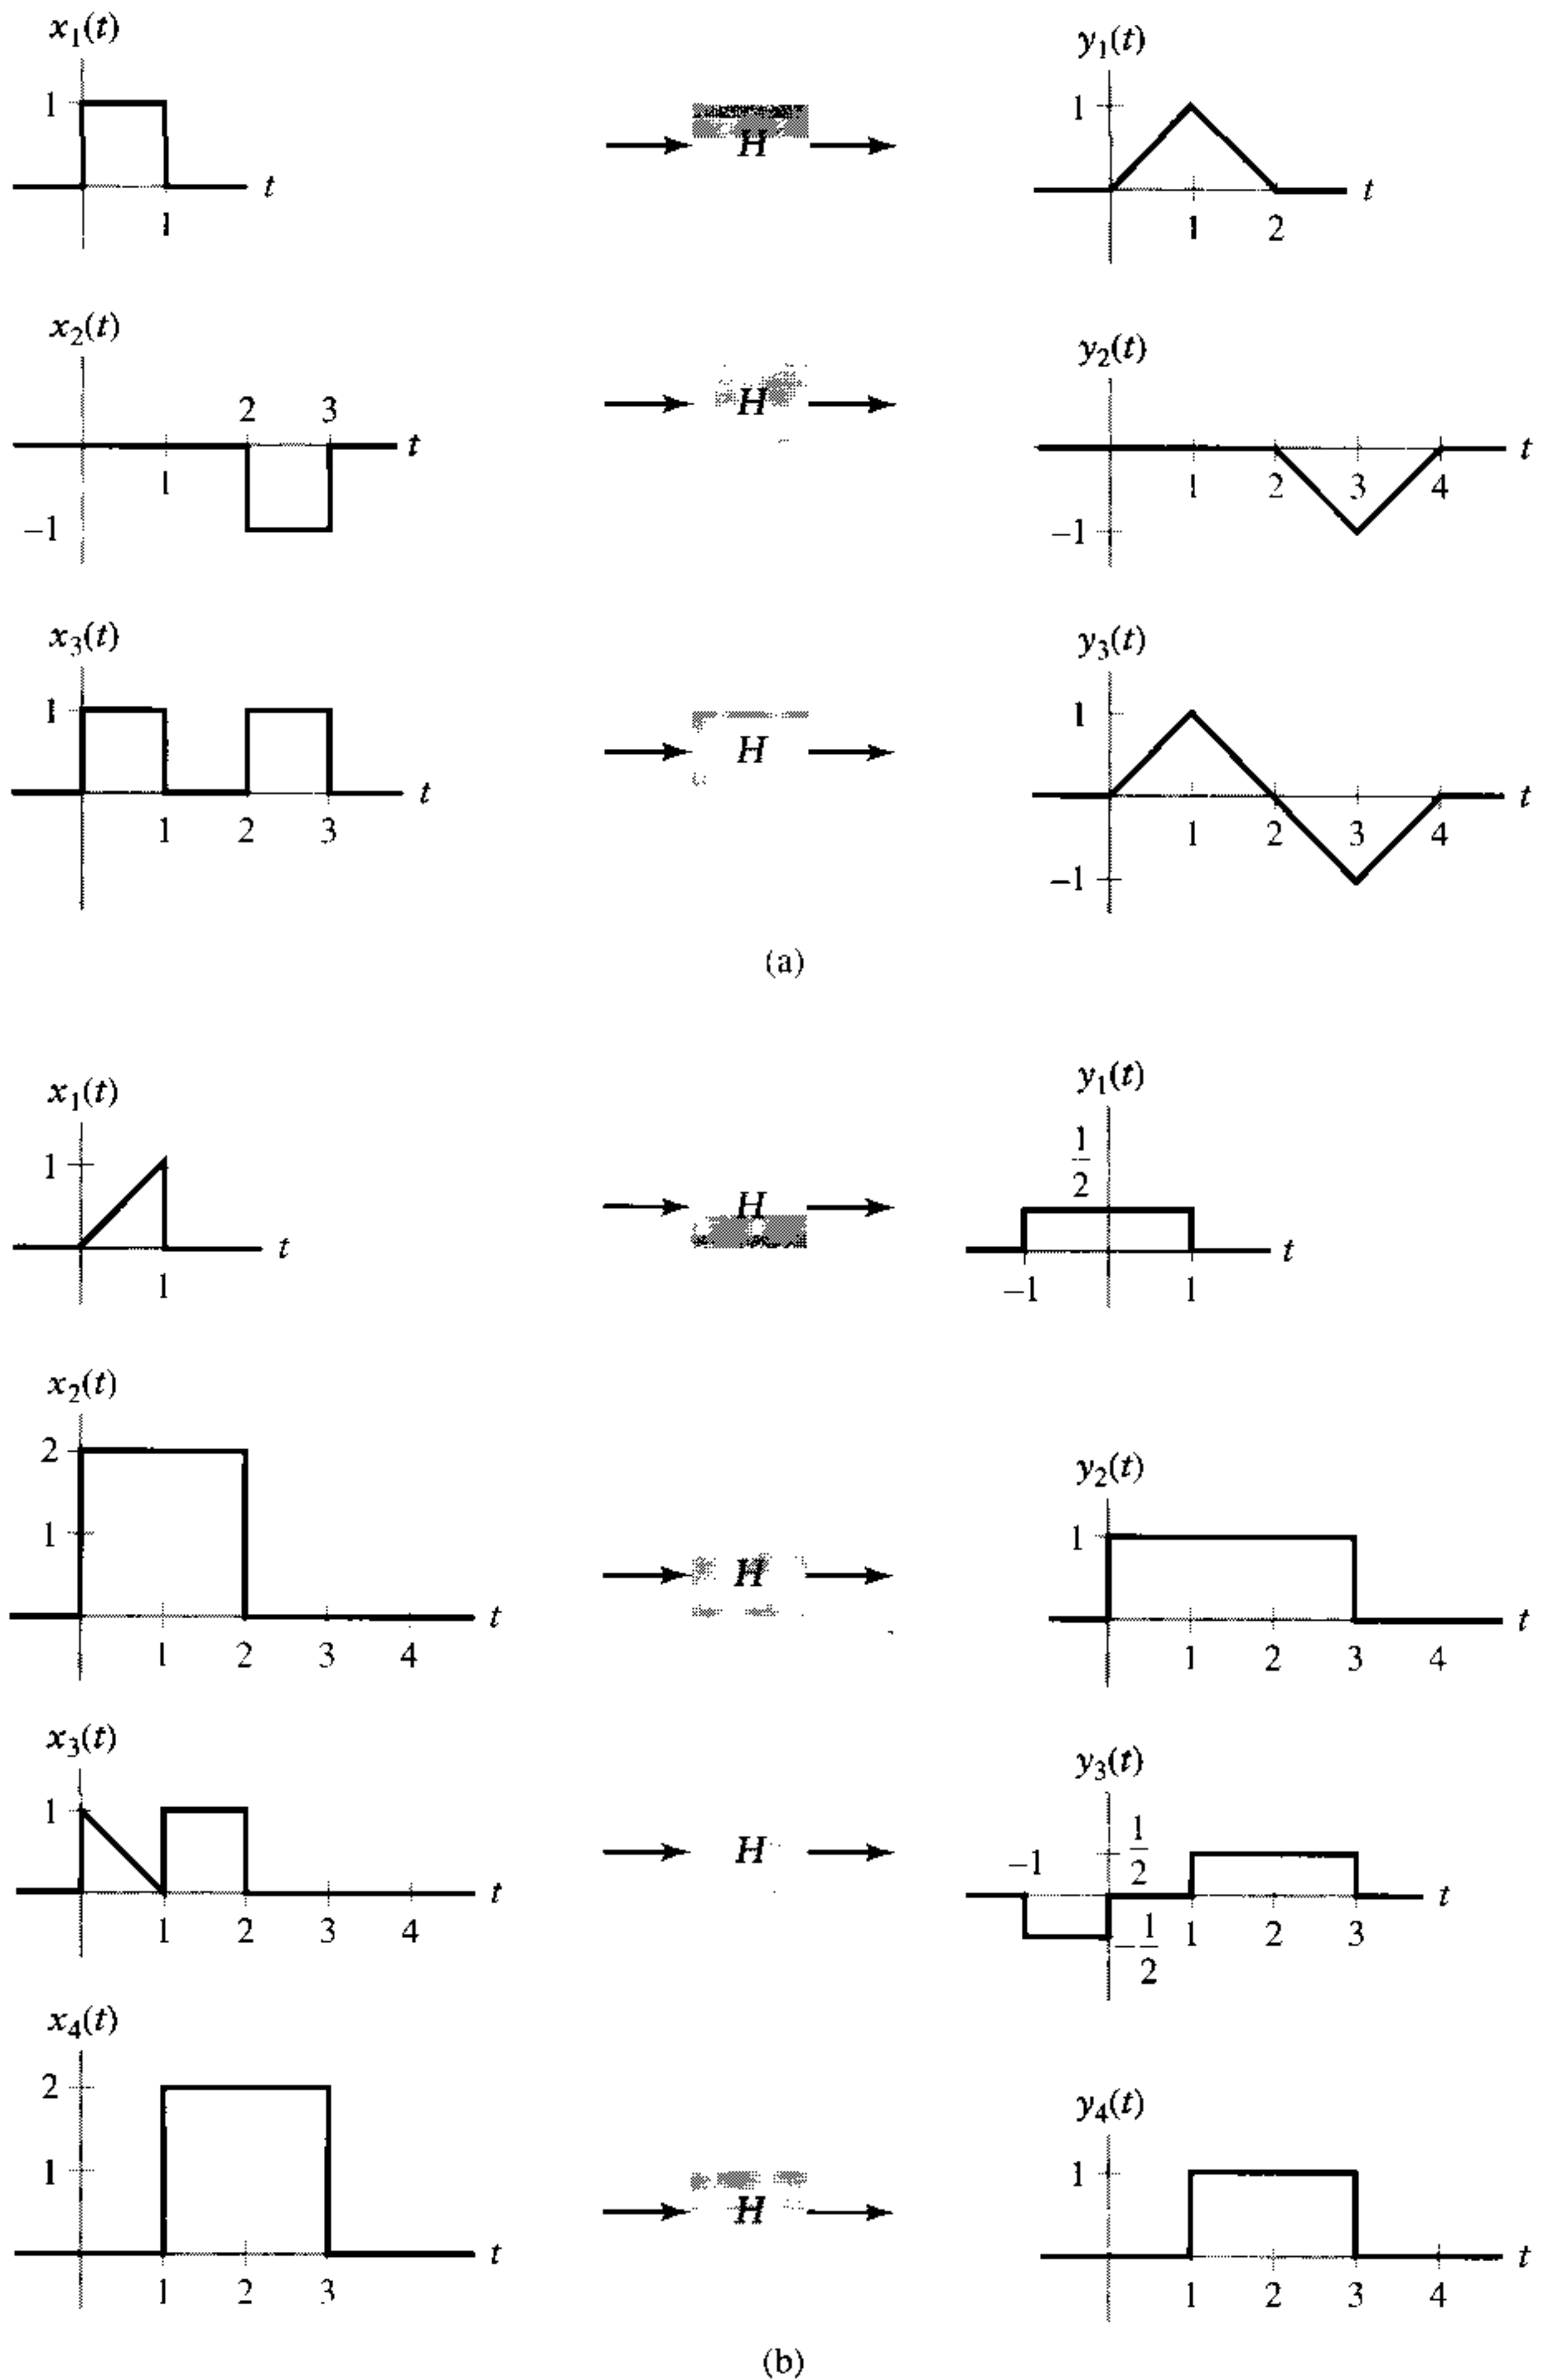 x₁(t)
y₁(t)
1
1
H
t
t
1
1
2
x₂(t)
y₂(t)
H
2
3
t
t
1
1
2
3
4
−1
−1
x₃(t)
y₃(t)
1
1
H
t
t
1
2
3
1
2
3
4
−1
(a)
x₁(t)
y₁(t)
1
1/2
H
t
t
1
−1
1
x₂(t)
2
y₂(t)
1
1
H
t
t
1
2
3
4
1
2
3
4
x₃(t)
y₃(t)
1
1/2
H
−1
t
t
1
2
3
4
−1/2
1
2
3
x₄(t)
2
y₄(t)
1
1
H
t
t
1
2
3
1
2
3
4
(b)